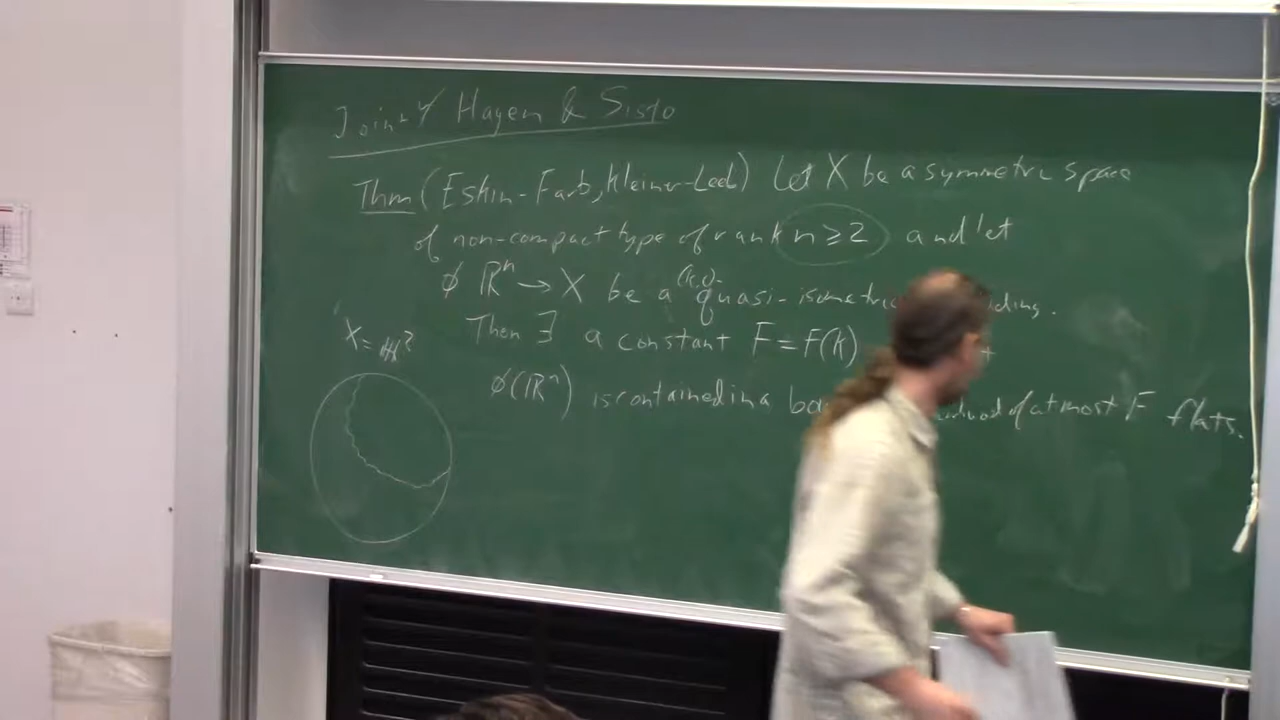 Joint w/ Hagen & Sisto
Thm (Eskin-Farb, Kleiner-Leeb) Let X be a symmetric space
of non-compact type of rank n ≥ 2 and let
ϕ ℝⁿ → X be a (k,c)- quasi-isometric ding.
Then ∃ a constant F = F(k)
ϕ(ℝⁿ) is contained in a of at most F flats.
X = ℍ²